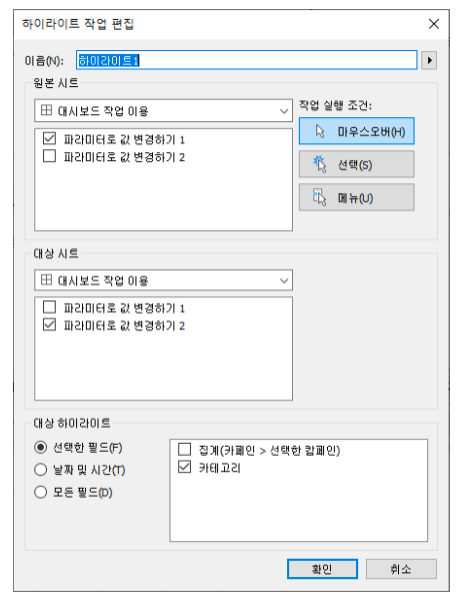 하이라이트 작업 편집
이름(N): 하이라이트1
원본 시트
대시보드 작업 이용
작업 실행 조건:
파라미터로 값 변경하기 1
파라미터로 값 변경하기 2
마우스오버(H)
선택(S)
메뉴(U)
대상 시트
대시보드 작업 이용
파라미터로 값 변경하기 1
파라미터로 값 변경하기 2
대상 하이라이트
선택한 필드(F)
날짜 및 시간(T)
모든 필드(D)
집계(카페인 > 선택한 캅페인)
카테고리
확인
취소